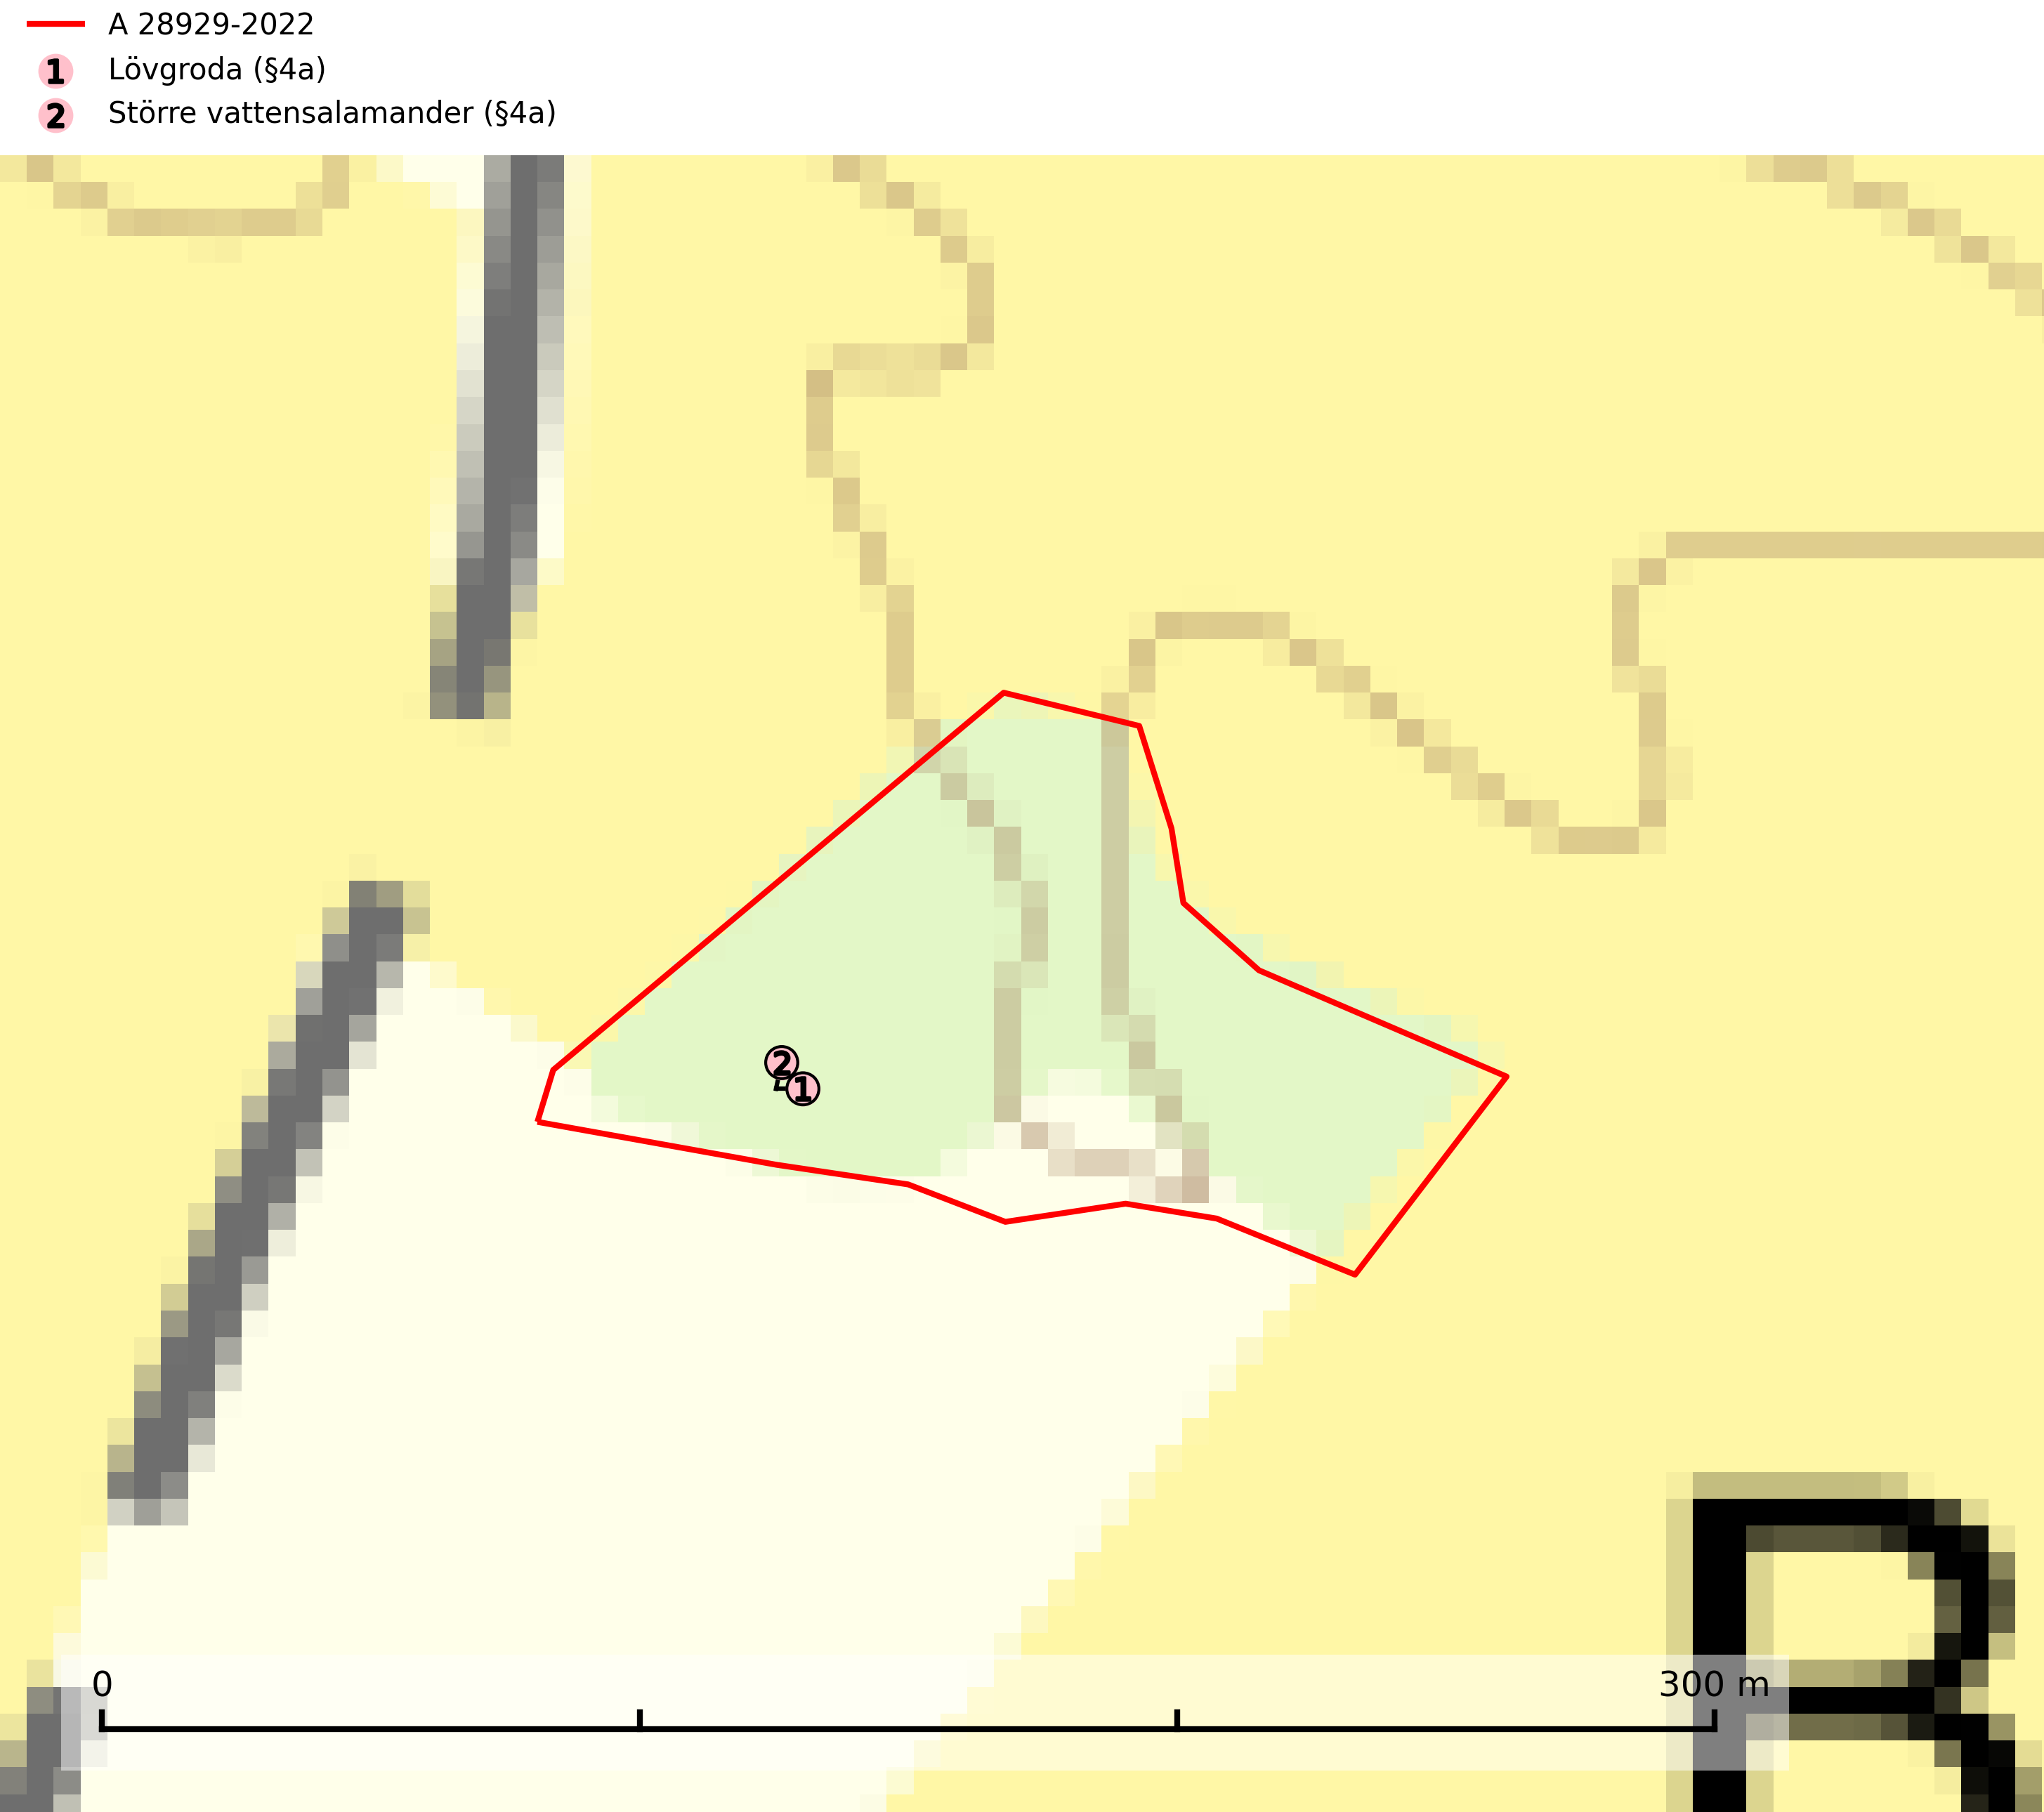 A 28929-2022
1 Lövgroda (§4a)
2 Större vattensalamander (§4a)
2
1
R
0 300 m